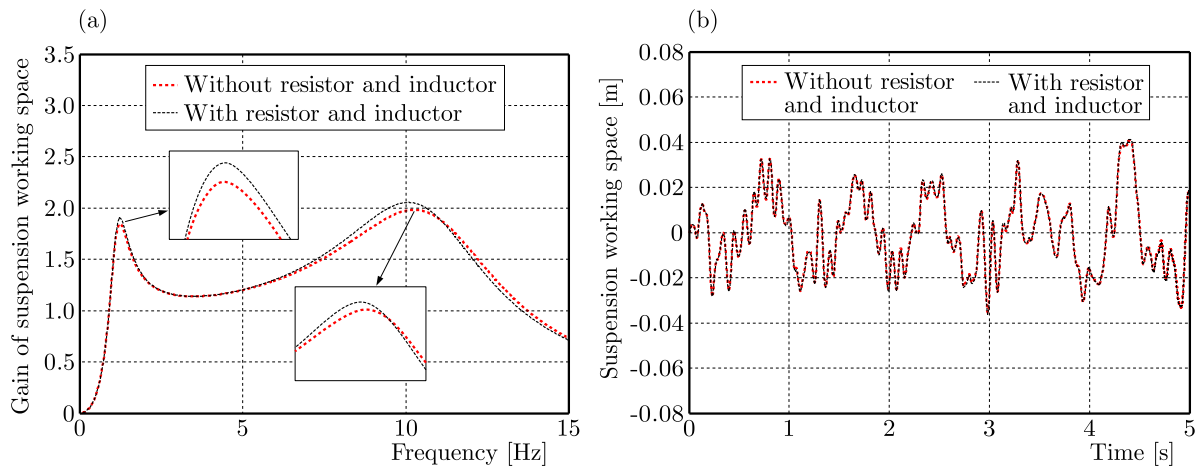 (a)
Gain of suspension working space
3.5
3.0
2.5
2.0
1.5
1.0
0.5
0
Without resistor and inductor
With resistor and inductor
0
5
10
15
Frequency [Hz]
(b)
Suspension working space [m]
0.08
0.06
0.04
0.02
0
-0.02
-0.04
-0.06
-0.08
Without resistor
and inductor
With resistor
and inductor
0
1
2
3
4
5
Time [s]